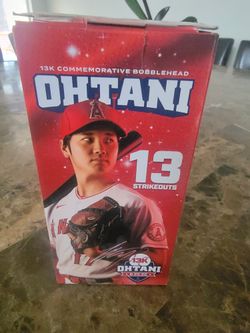 13K COMMEMORATIVE BOBBLEHEAD
OHTANI
13
STRIKEOUTS
13K
OHTANI